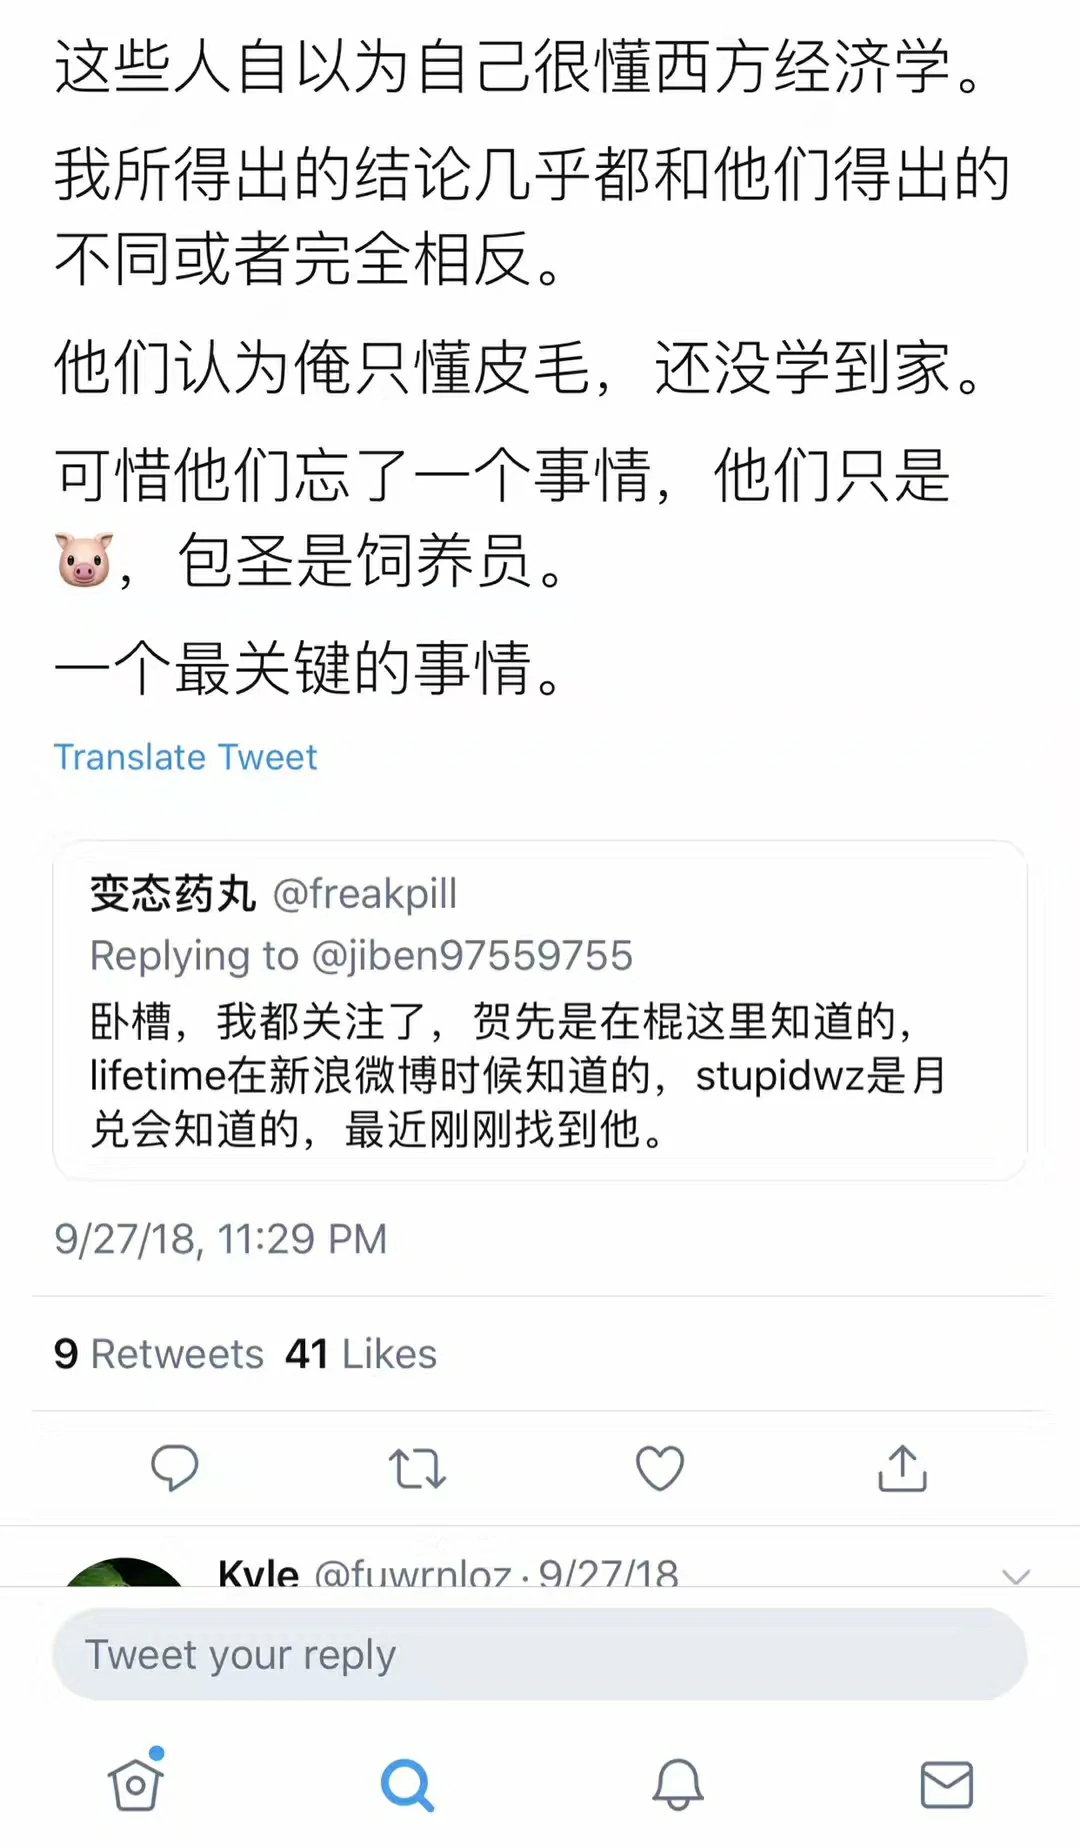 这些人自以为自己很懂西方经济学。
我所得出的结论几乎都和他们得出的
不同或者完全相反。
他们认为俺只懂皮毛，还没学到家。
可惜他们忘了一个事情，他们只是
🐷，包圣是饲养员。
一个最关键的事情。
Translate Tweet
变态药丸 @freakpill
Replying to @jiben97559755
卧槽，我都关注了，贺先是在棍这里知道的，
lifetime在新浪微博时候知道的，stupidwz是月
兑会知道的，最近刚刚找到他。
9/27/18, 11:29 PM
9 Retweets 41 Likes
Kyle @fuwrnloz · 9/27/18
Tweet your reply